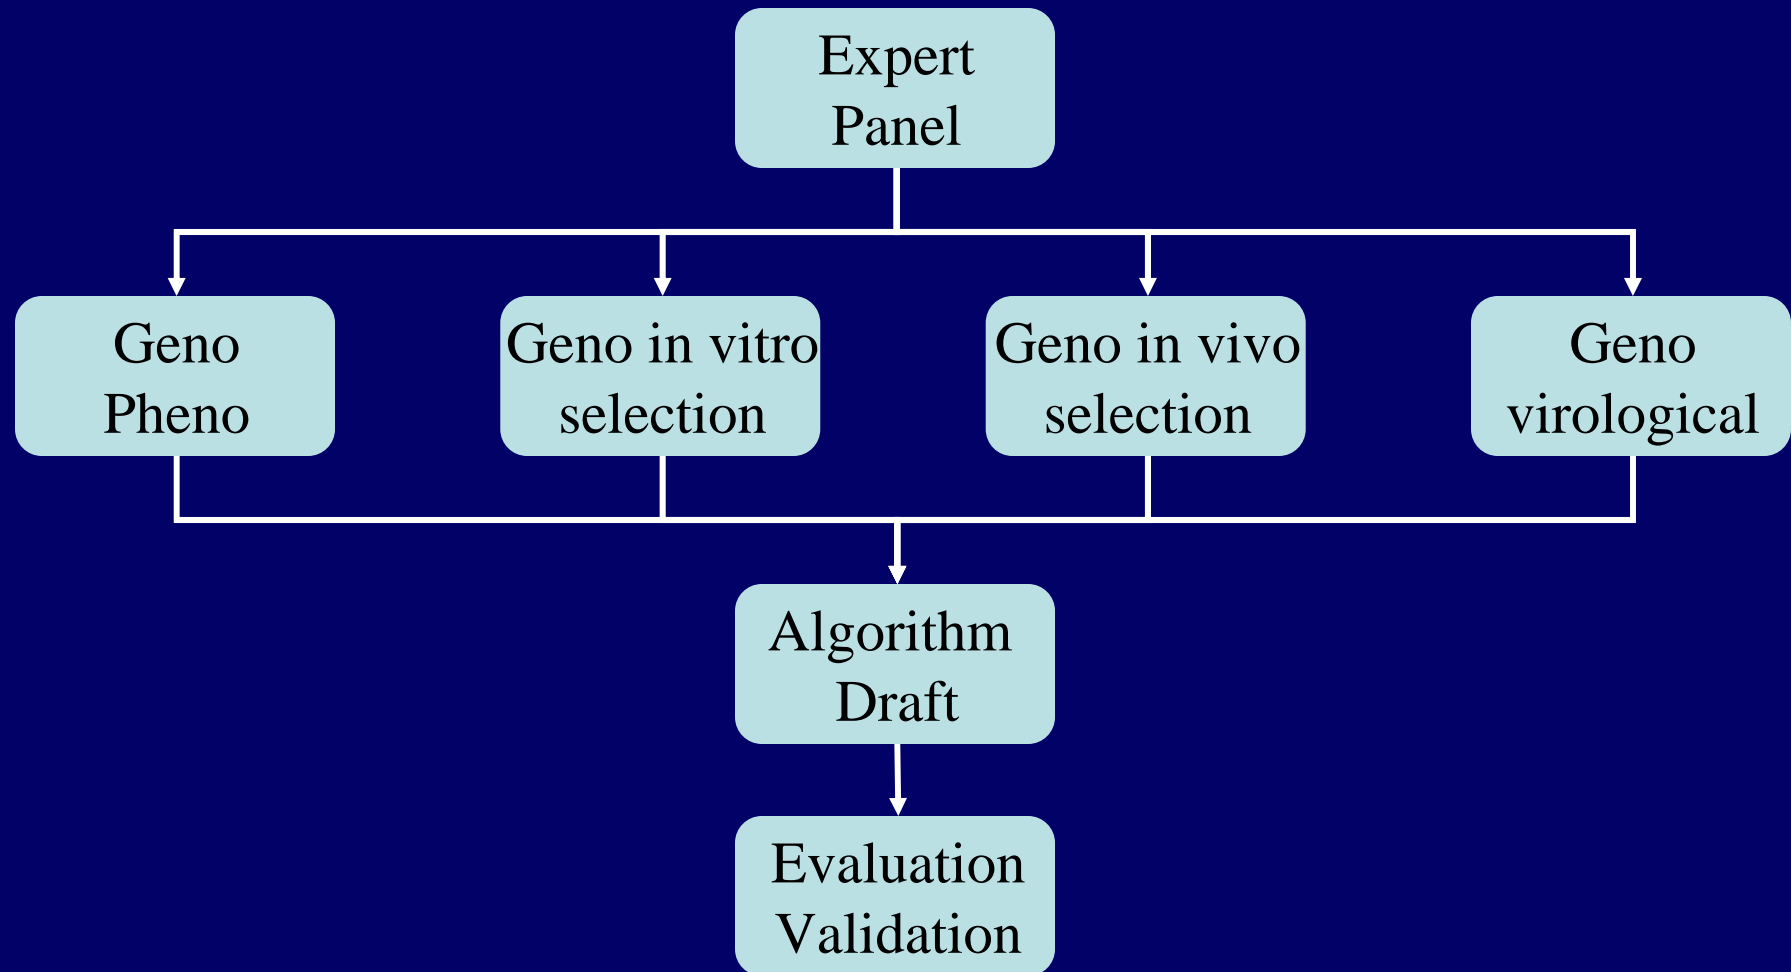 Expert
Panel
Geno
Pheno
Geno in vitro
selection
Geno in vivo
selection
Geno
virological
Algorithm
Draft
Evaluation
Validation